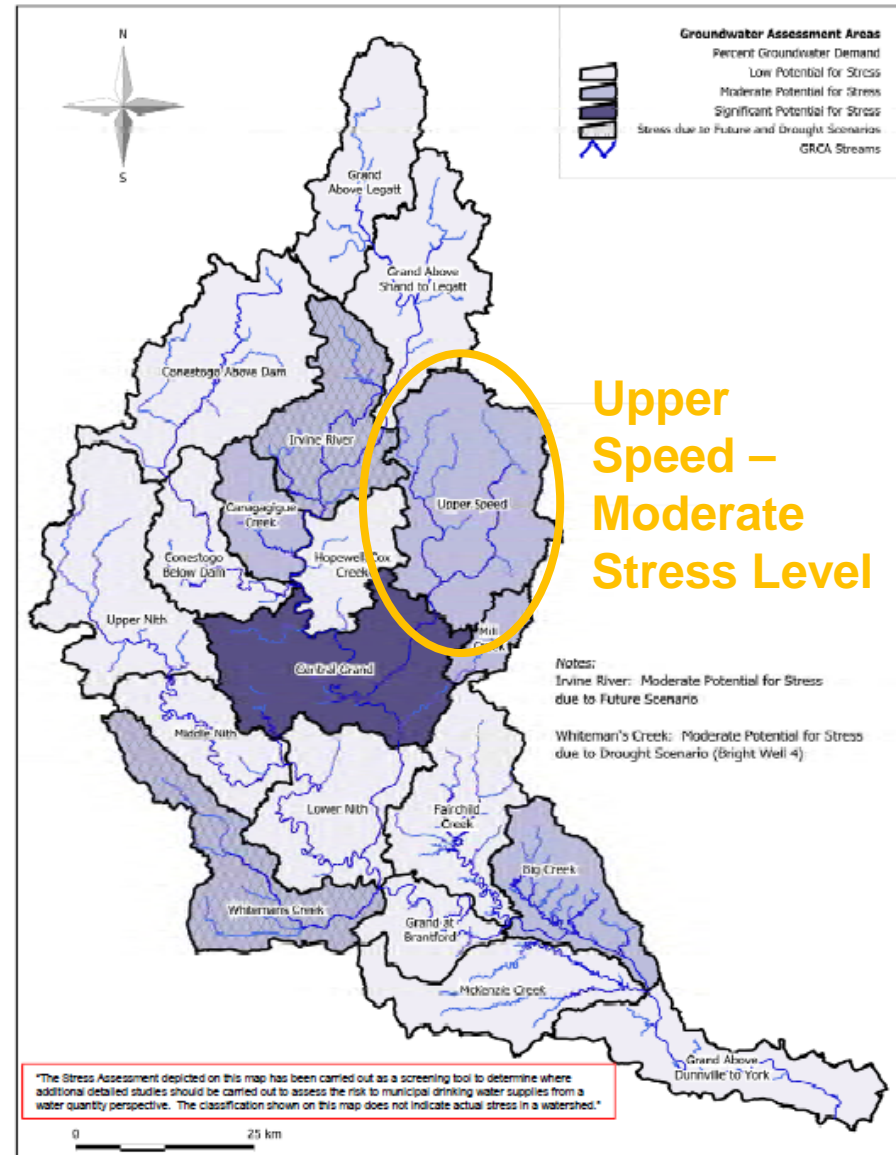 N
S
Groundwater Assessment Areas
Percent Groundwater Demand
Low Potential for Stress
Moderate Potential for Stress
Significant Potential for Stress
Stress due to Future and Drought Scenarios
GRCA Streams
Grand
Above Legatt
Grand Above
Shand to Legatt
Conestogo Above Dam
Irvine River
Upper
Speed –
Moderate
Stress Level
Upper Speed
Canagagigue
Creek
Conestogo
Below Dam
Hopewell Cox
Creek
Upper Nith
Mill
Creek
Central Grand
Notes:
Irvine River: Moderate Potential for Stress
due to Future Scenario
Whiteman's Creek: Moderate Potential for Stress
due to Drought Scenario (Bright Well 4)
Middle Nith
Lower Nith
Fairchild
Creek
Big Creek
Whitemans Creek
Grand at
Brantford
McKenzie Creek
Grand Above
Dunnville to York
"The Stress Assessment depicted on this map has been carried out as a screening tool to determine where
additional detailed studies should be carried out to assess the risk to municipal drinking water supplies from a
water quantity perspective. The classification shown on this map does not indicate actual stress in a watershed."
0 25 km